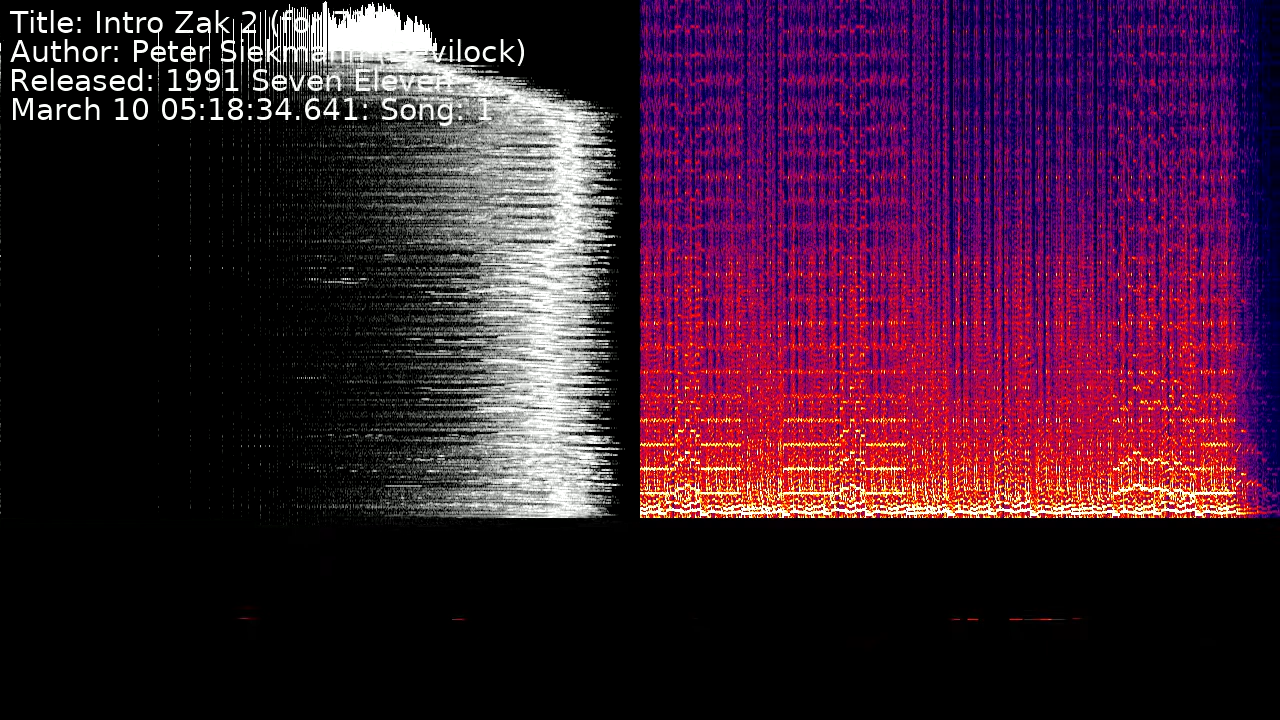 Title: Intro Zak 2 (for
Author: Peter Siekmann (Devilock)
Released: 1991 Seven Eleven
March 10 05:18:34.641: Song: 1